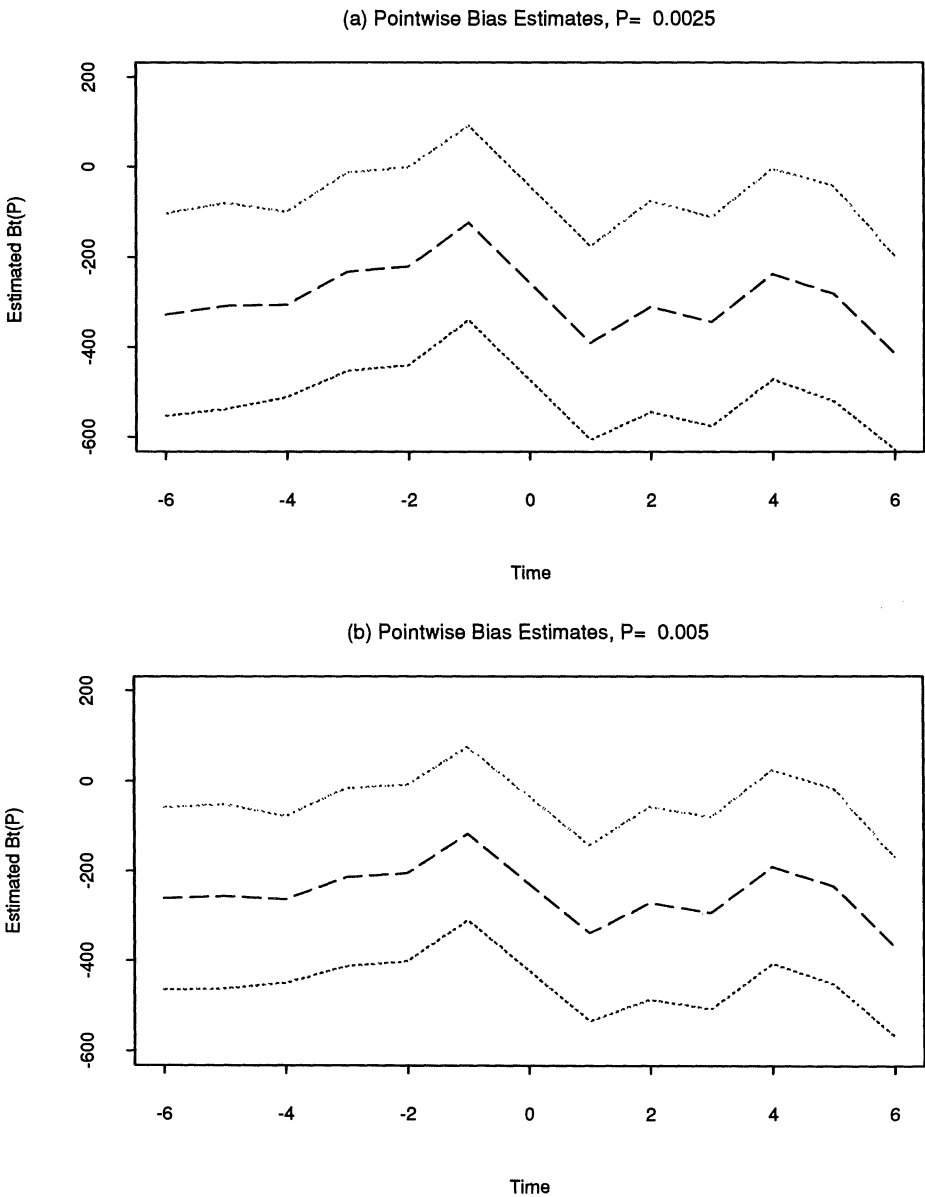 (a) Pointwise Bias Estimates, P= 0.0025
200
0
-200
-400
-600
Estimated Bt(P)
-6 -4 -2 0 2 4 6
Time
(b) Pointwise Bias Estimates, P= 0.005
200
0
-200
-400
-600
Estimated Bt(P)
-6 -4 -2 0 2 4 6
Time